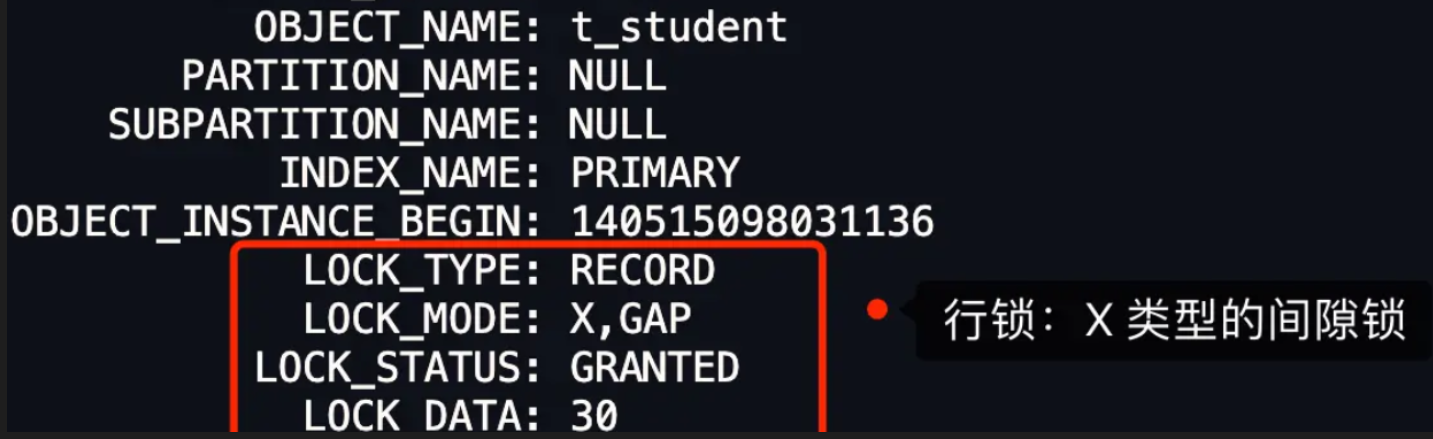 OBJECT_NAME: t_student
PARTITION_NAME: NULL
SUBPARTITION_NAME: NULL
INDEX_NAME: PRIMARY
OBJECT_INSTANCE_BEGIN: 140515098031136
LOCK_TYPE: RECORD
LOCK_MODE: X,GAP
行锁：X 类型的间隙锁
LOCK_STATUS: GRANTED
LOCK_DATA: 30